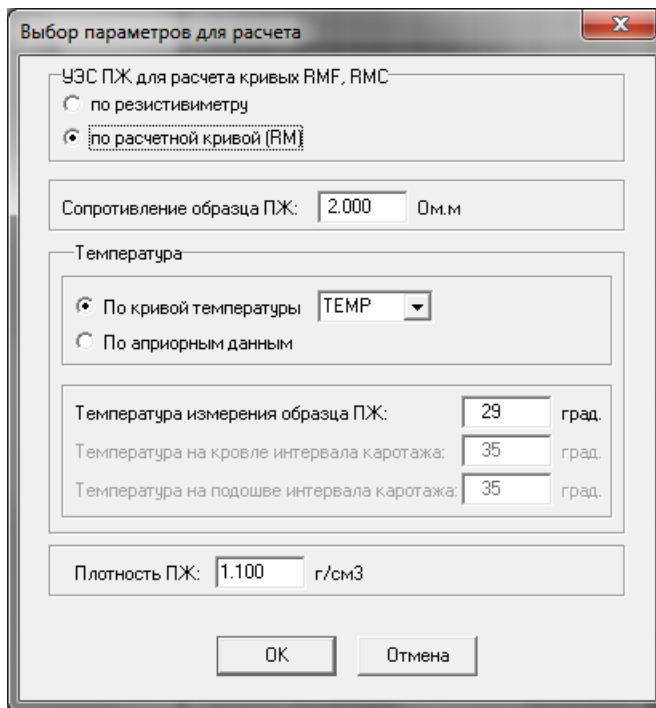 Выбор параметров для расчета
УЭС ПЖ для расчета кривых RMF, RMC
по резистивиметру
по расчетной кривой (RM)
Сопротивление образца ПЖ: 2.000 Ом.м
Температура
По кривой температуры TEMP
По априорным данным
Температура измерения образца ПЖ: 29 град.
Температура на кровле интервала каротажа: 35 град.
Температура на подошве интервала каротажа: 35 град.
Плотность ПЖ: 1.100 г/см3
OK Отмена